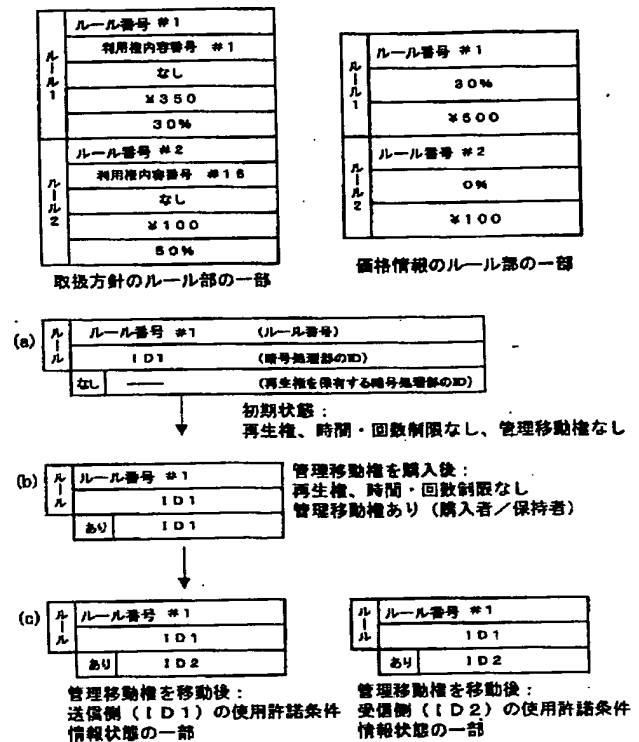 ルール1
ルール番号 #1
利用権内容番号 #1
なし
¥350
30%
ルール2
ルール番号 #2
利用権内容番号 #16
なし
¥100
50%
取扱方針のルール部の一部
ルール1
ルール番号 #1
30%
¥600
ルール2
ルール番号 #2
0%
¥100
価格情報のルール部の一部
(a)
ルール
ルール番号 #1 (ルール番号)
ID1 (暗号処理部のID)
なし ―― (再生権を保有する暗号処理部のID)
初期状態:
再生権、時間・回数制限なし、管理移動権なし
(b)
ルール
ルール番号 #1
ID1
あり ID1
管理移動権を購入後:
再生権、時間・回数制限なし
管理移動権あり(購入者/保持者)
(c)
ルール
ルール番号 #1
ID1
あり ID2
管理移動権を移動後:
送信側(ID1)の使用許諾条件
情報状態の一部
ルール
ルール番号 #1
ID1
あり ID2
管理移動権を移動後:
受信側(ID2)の使用許諾条件
情報状態の一部